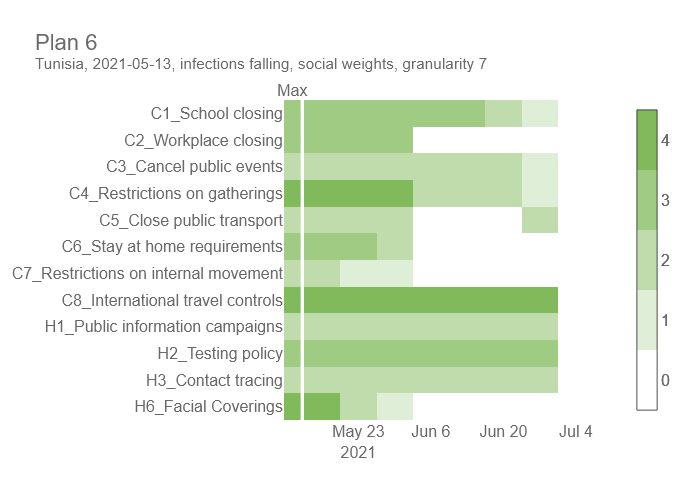 Plan 6
Tunisia, 2021-05-13, infections falling, social weights, granularity 7
Max
C1_School closing
C2_Workplace closing
C3_Cancel public events
C4_Restrictions on gatherings
C5_Close public transport
C6_Stay at home requirements
C7_Restrictions on internal movement
C8_International travel controls
H1_Public information campaigns
H2_Testing policy
H3_Contact tracing
H6_Facial Coverings
May 23 Jun 6 Jun 20 Jul 4
2021
4
3
2
1
0